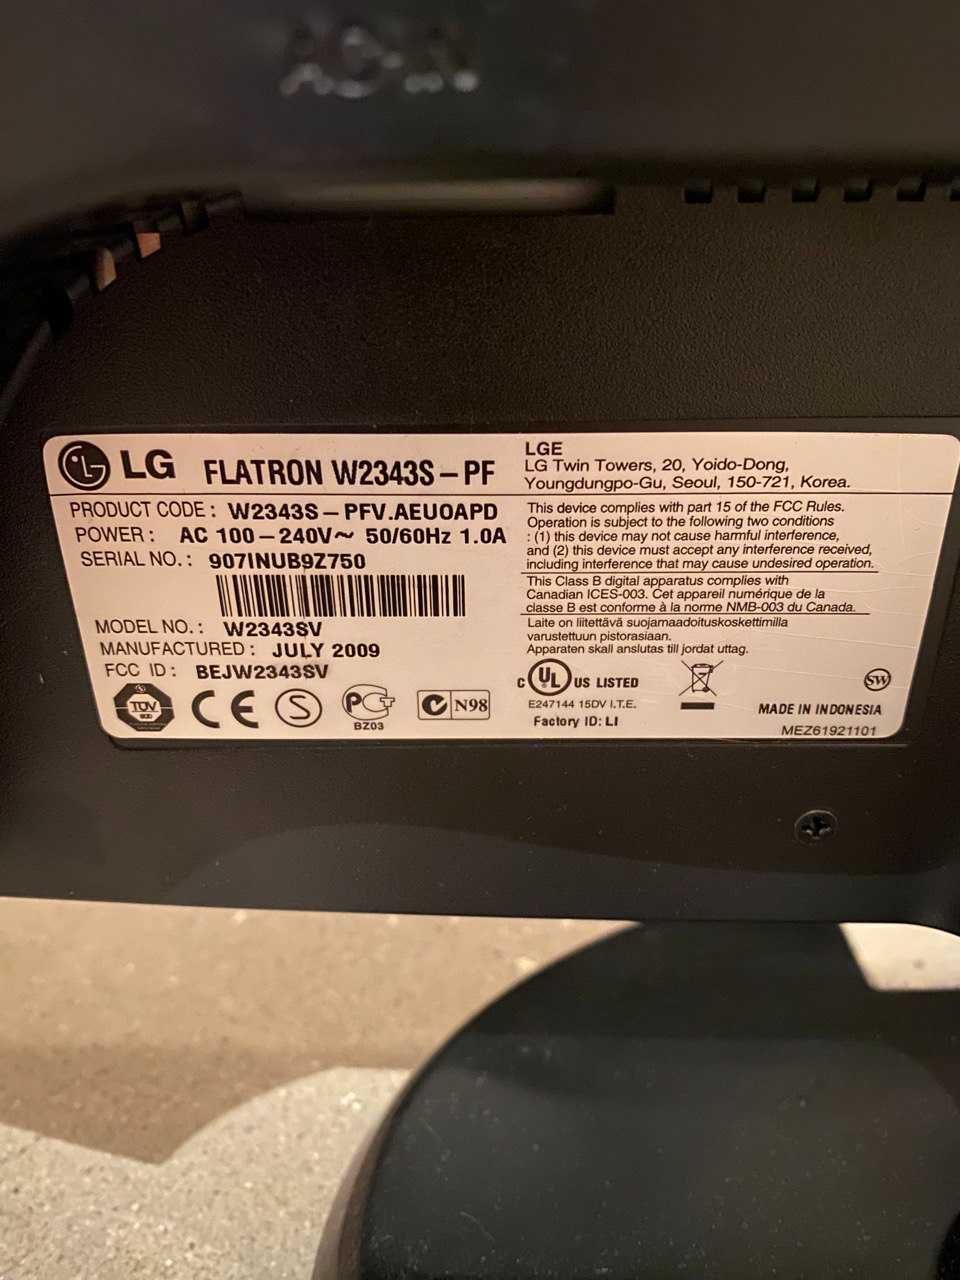 AC-IN
LG FLATRON W2343S-PF
PRODUCT CODE: W2343S-PFV.AEUOAPD
POWER: AC 100-240V~ 50/60Hz 1.0A
SERIAL NO.: 907INUB9Z750
MODEL NO.: W2343SV
MANUFACTURED: JULY 2009
FCC ID: BEJW2343SV
TÜV
CE
S
PCT
BZ03
N98
LGE
LG Twin Towers, 20, Yoido-Dong,
Youngdungpo-Gu, Seoul, 150-721, Korea.
This device complies with part 15 of the FCC Rules.
Operation is subject to the following two conditions
: (1) this device may not cause harmful interference,
and (2) this device must accept any interference received,
including interference that may cause undesired operation.
This Class B digital apparatus complies with
Canadian ICES-003. Cet appareil numérique de la
classe B est conforme à la norme NMB-003 du Canada.
Laite on liitettävä suojamaadoituskoskettimilla
varustettuun pistorasiaan.
Apparaten skall anslutas till jordat uttag.
C UL US LISTED
E247144 15DV I.T.E.
Factory ID: LI
SW
MADE IN INDONESIA
MEZ61921101